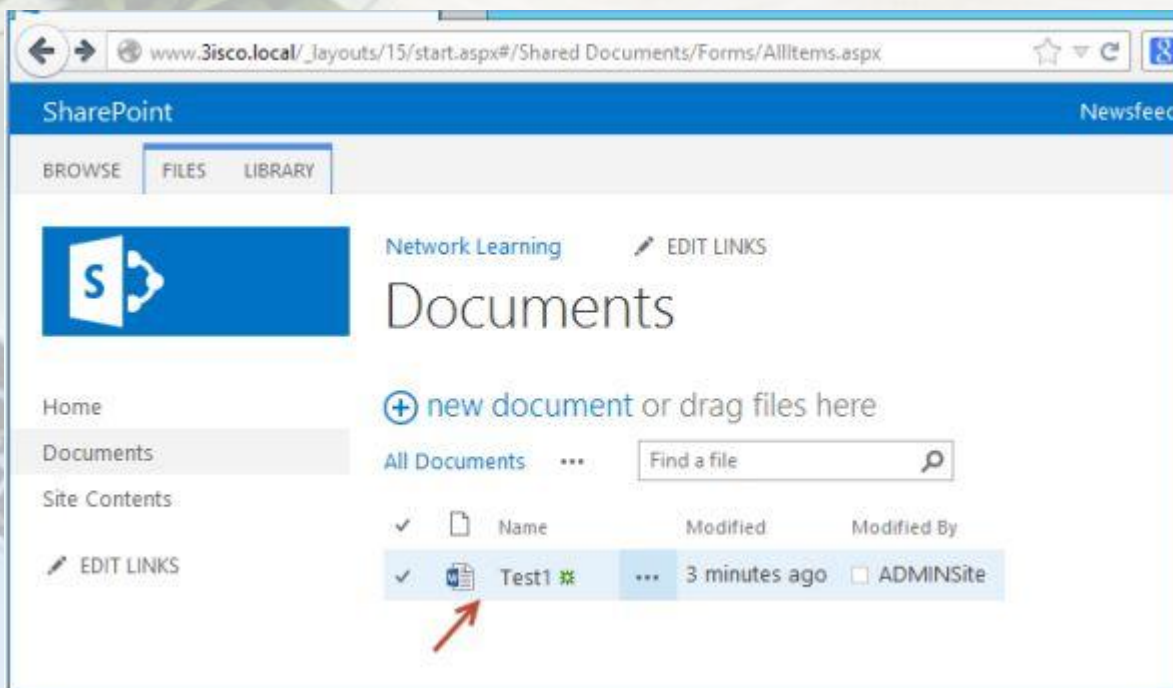 www.3isco.local/_layouts/15/start.aspx#/Shared Documents/Forms/AllItems.aspx
8
SharePoint Newsfeed
BROWSE FILES LIBRARY
S
Network Learning EDIT LINKS
Documents
Home
new document or drag files here
Documents
All Documents ••• Find a file
Site Contents
Name Modified Modified By
EDIT LINKS
Test1 ••• 3 minutes ago ADMINSite